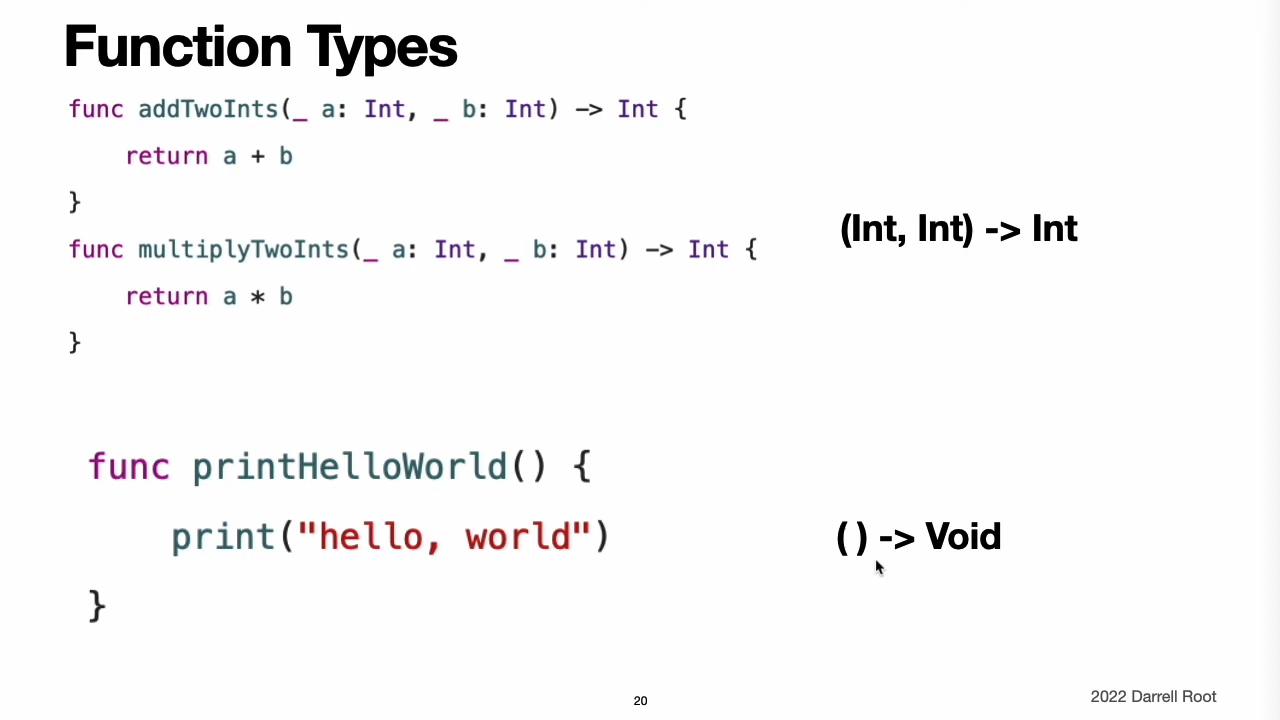 Function Types
func addTwoInts(_ a: Int, _ b: Int) -> Int {
return a + b
}
(Int, Int) -> Int
func multiplyTwoInts(_ a: Int, _ b: Int) -> Int {
return a * b
}
func printHelloWorld() {
print("hello, world")
( ) -> Void
}
20
2022 Darrell Root